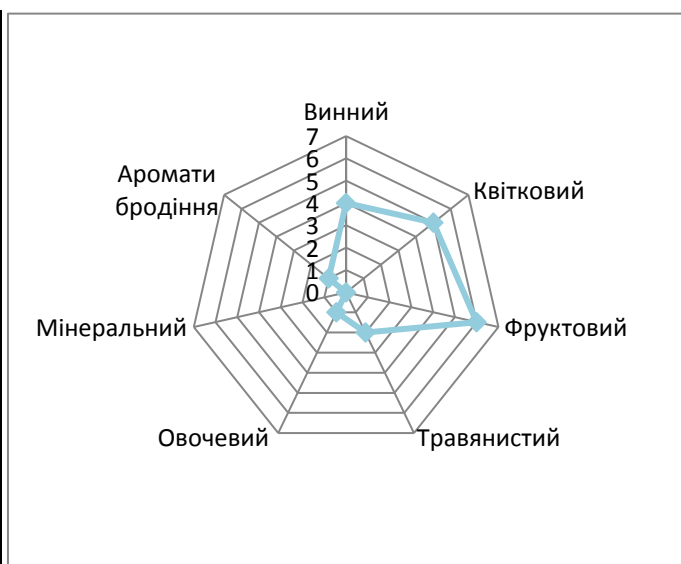 Винний
7
6
5
4
3
2
1
0
Квітковий
Фруктовий
Травянистий
Овочевий
Мінеральний
Аромати
бродіння